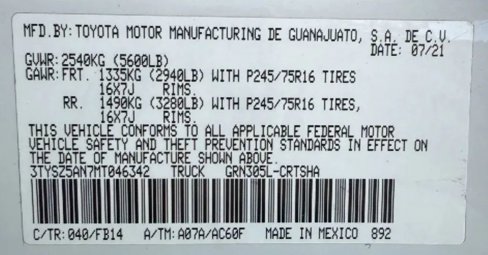 MFD.BY:TOYOTA MOTOR MANUFACTURING DE GUANAJUATO, S.A. DE C.V.
DATE: 07/21
GVWR:2540KG (5600LB)
GAWR:FRT. 1335KG (2940LB) WITH P245/75R16 TIRES
16X7J RIMS.
RR. 1490KG (3280LB) WITH P245/75R16 TIRES,
16X7J RIMS.
THIS VEHICLE CONFORMS TO ALL APPLICABLE FEDERAL MOTOR
VEHICLE SAFETY AND THEFT PREVENTION STANDARDS IN EFFECT ON
THE DATE OF MANUFACTURE SHOWN ABOVE.
3TYSZ5AN7MT046342 TRUCK GRN305L-CRTSHA
C/TR:040/FB14 A/TM:A07A/AC60F MADE IN MEXICO 892